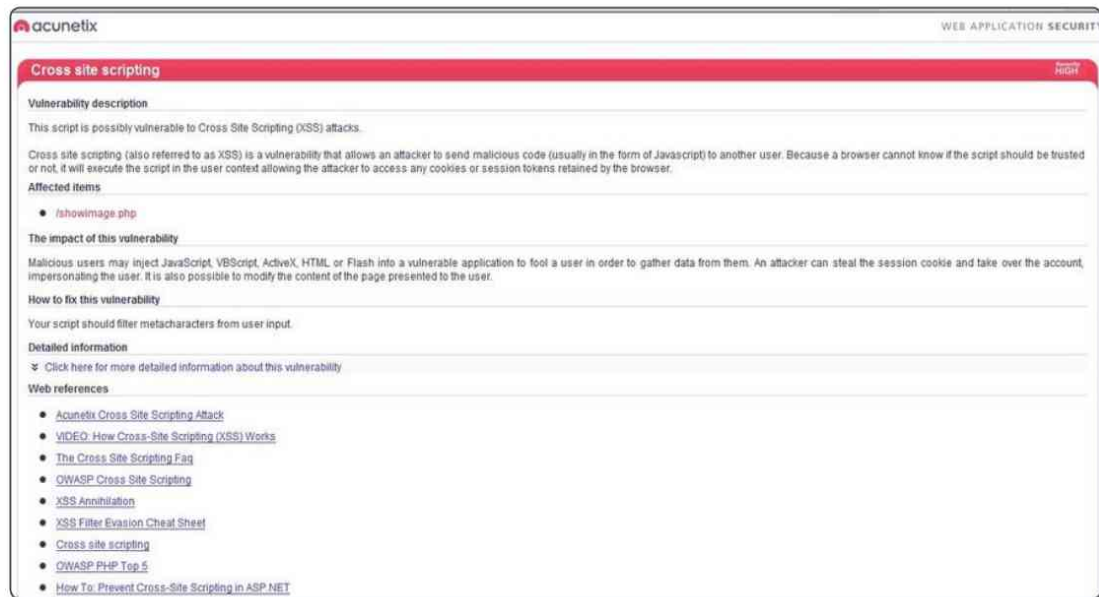 acunetix
WEB APPLICATION SECURITY
Cross site scripting
Severity
HIGH
Vulnerability description
This script is possibly vulnerable to Cross Site Scripting (XSS) attacks.
Cross site scripting (also referred to as XSS) is a vulnerability that allows an attacker to send malicious code (usually in the form of Javascript) to another user. Because a browser cannot know if the script should be trusted
or not, it will execute the script in the user context allowing the attacker to access any cookies or session tokens retained by the browser.
Affected items
/showimage.php
The impact of this vulnerability
Malicious users may inject JavaScript, VBScript, ActiveX, HTML or Flash into a vulnerable application to fool a user in order to gather data from them. An attacker can steal the session cookie and take over the account,
impersonating the user. It is also possible to modify the content of the page presented to the user.
How to fix this vulnerability
Your script should filter metacharacters from user input.
Detailed information
Click here for more detailed information about this vulnerability
Web references
Acunetix Cross Site Scripting Attack
VIDEO: How Cross-Site Scripting (XSS) Works
The Cross Site Scripting Faq
OWASP Cross Site Scripting
XSS Annihilation
XSS Filter Evasion Cheat Sheet
Cross site scripting
OWASP PHP Top 5
How To: Prevent Cross-Site Scripting in ASP.NET